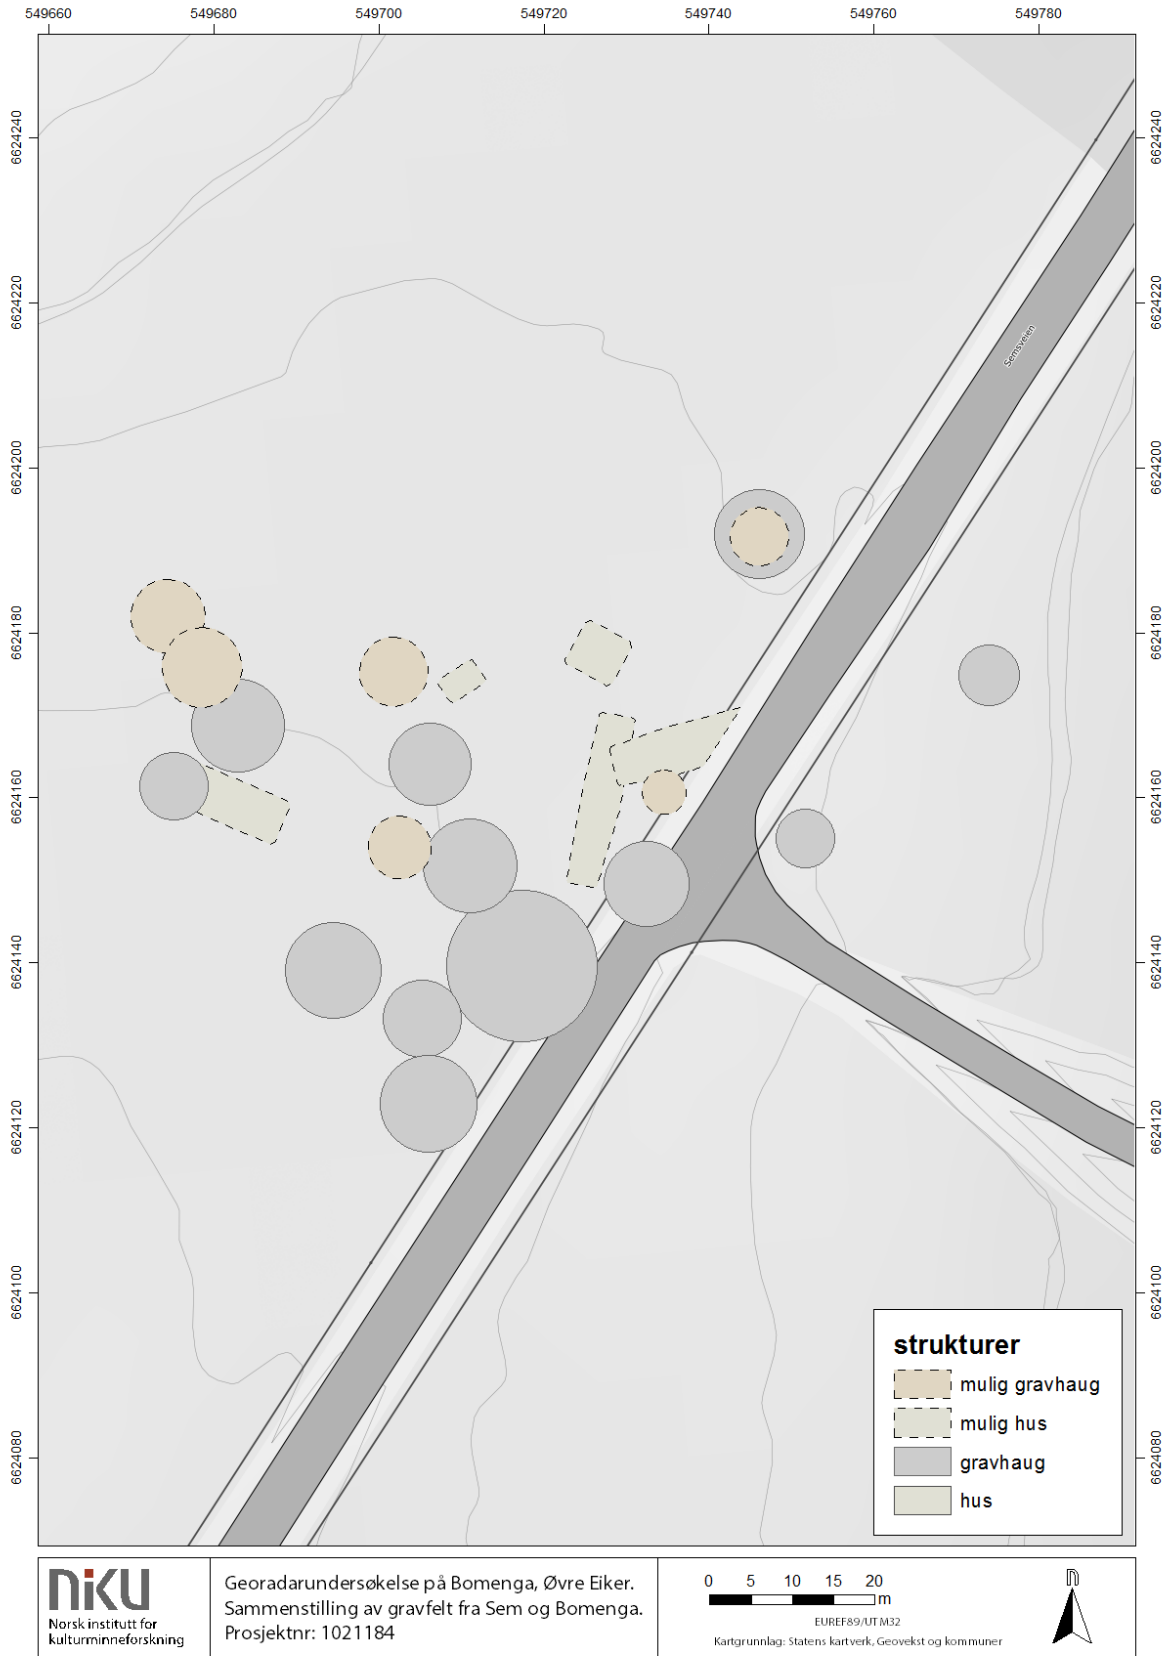 549660 549680 549700 549720 549740 549760 549780
6624240 6624240
6624220 6624220
Semsveien
6624200 6624200
6624180 6624180
6624160 6624160
6624140 6624140
6624120 6624120
6624100 6624100
6624080 6624080
strukturer
mulig gravhaug
mulig hus
gravhaug
hus
niku
Norsk institutt for
kulturminneforskning
Georadarundersøkelse på Bomenga, Øvre Eiker.
Sammenstilling av gravfelt fra Sem og Bomenga.
Prosjektnr: 1021184
0 5 10 15 20
m
EUREF89/UTM32
Kartgrunnlag: Statens kartverk, Geovekst og kommuner
n